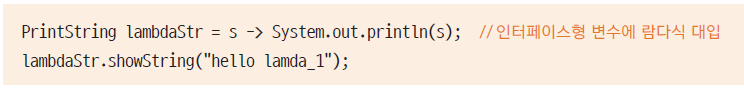 PrintString lambdaStr = s -> System.out.println(s);  //인터페이스형 변수에 람다식 대입
lambdaStr.showString("hello lamda_1");